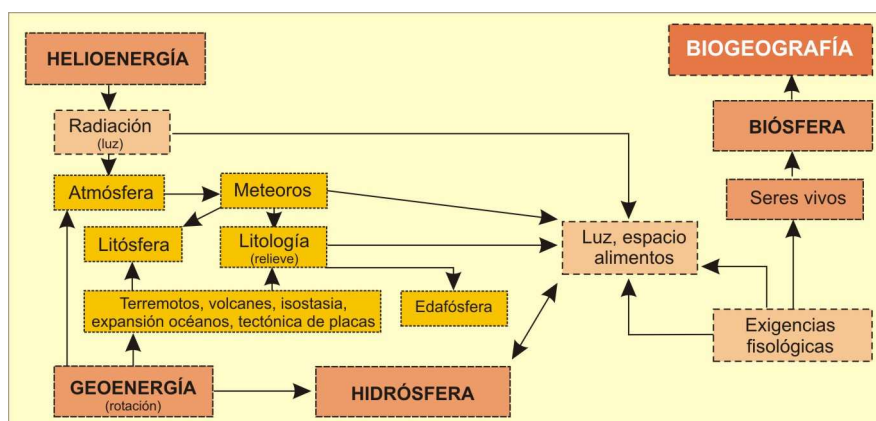 HELIOENERGÍA
Radiación
(luz)
Atmósfera
Meteoros
Litósfera
Litología
(relieve)
Terremotos, volcanes, isostasia,
expansión océanos, tectónica de placas
Edafósfera
GEOENERGÍA
(rotación)
HIDRÓSFERA
Luz, espacio
alimentos
BIOGEOGRAFÍA
BIÓSFERA
Seres vivos
Exigencias
fisológicas